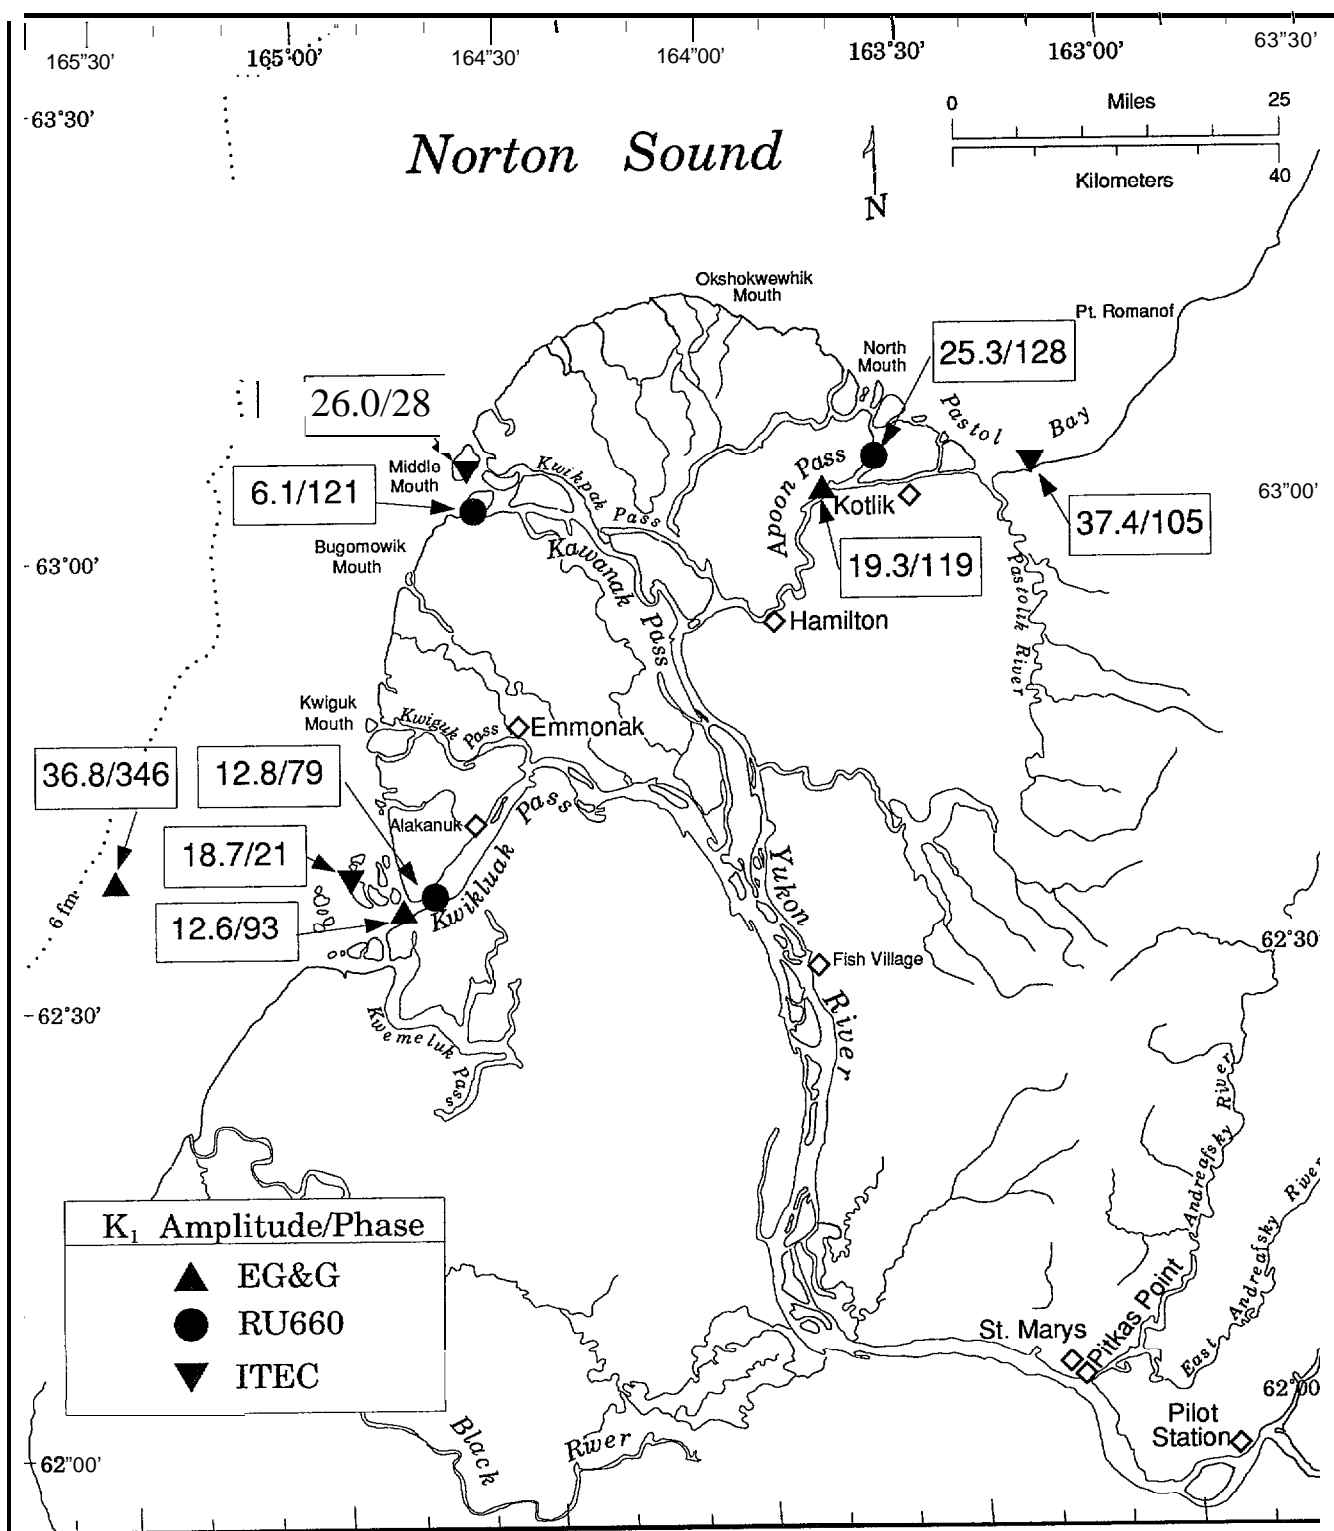 165"30'
165°00'
164"30'
164"00'
163"30'
163"00'
63"30'
63°30'
0 Miles 25
Kilometers 40
Norton Sound
N
Okshokwewhik
Mouth
Pt. Romanof
North
Mouth
25.3/128
26.0/28
Pastol Bay
Middle
Mouth
6.1/121
Kwikpak Pass
Apoon Pass
Kotlik
63"00'
37.4/105
Bugomowik
Mouth
Kawanak Pass
19.3/119
63°00'
Pastolik River
Hamilton
Kwiguk
Mouth
Kwiguk Pass
Emmonak
36.8/346
12.8/79
Alakanuk
18.7/21
Kwikluak Pass
6 fm
12.6/93
Yukon River
Fish Village
62°30'
62"30'
Kwemeluk Pass
Andreafsky River
East Andreafsky River
K₁ Amplitude/Phase
EG&G
RU660
ITEC
St. Marys
Pitkas Point
62°00
Pilot
Station
Black River
62"00'